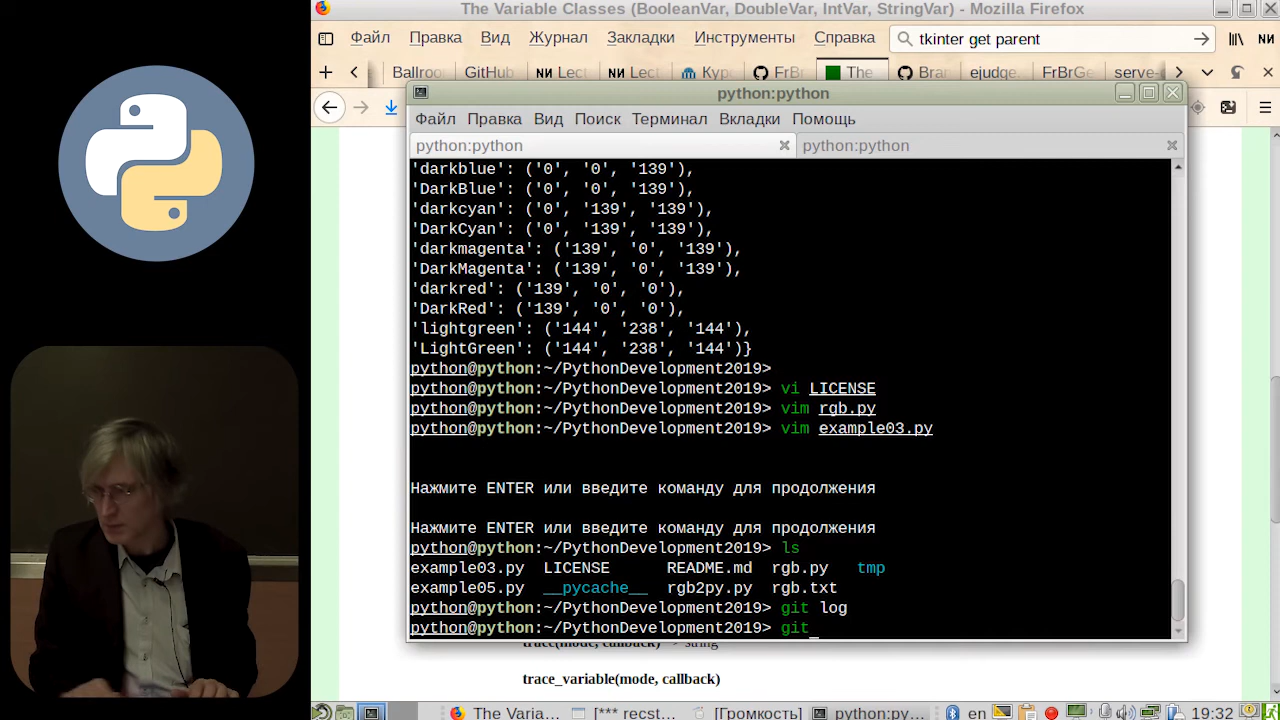 The Variable Classes (BooleanVar, DoubleVar, IntVar, StringVar) - Mozilla Firefox
Файл Правка Вид Журнал Закладки Инструменты Справка tkinter get parent
Ballroo GitHub Lect Lect Кур FrBr The Bran ejudge. FrBrGe serve-
python:python
Файл Правка Вид Поиск Терминал Вкладки Помощь
python:python python:python
'darkblue': ('0', '0', '139'),
'DarkBlue': ('0', '0', '139'),
'darkcyan': ('0', '139', '139'),
'DarkCyan': ('0', '139', '139'),
'darkmagenta': ('139', '0', '139'),
'DarkMagenta': ('139', '0', '139'),
'darkred': ('139', '0', '0'),
'DarkRed': ('139', '0', '0'),
'lightgreen': ('144', '238', '144'),
'LightGreen': ('144', '238', '144')}
python@python:~/PythonDevelopment2019>
python@python:~/PythonDevelopment2019> vi LICENSE
python@python:~/PythonDevelopment2019> vim rgb.py
python@python:~/PythonDevelopment2019> vim example03.py
Нажмите ENTER или введите команду для продолжения
Нажмите ENTER или введите команду для продолжения
python@python:~/PythonDevelopment2019> ls
example03.py LICENSE README.md rgb.py tmp
example05.py __pycache__ rgb2py.py rgb.txt
python@python:~/PythonDevelopment2019> git log
python@python:~/PythonDevelopment2019> git
trace(mode, callback) -> string
trace_variable(mode, callback)
The Varia... [*** recst... [Громкость] python:py... en 19:32